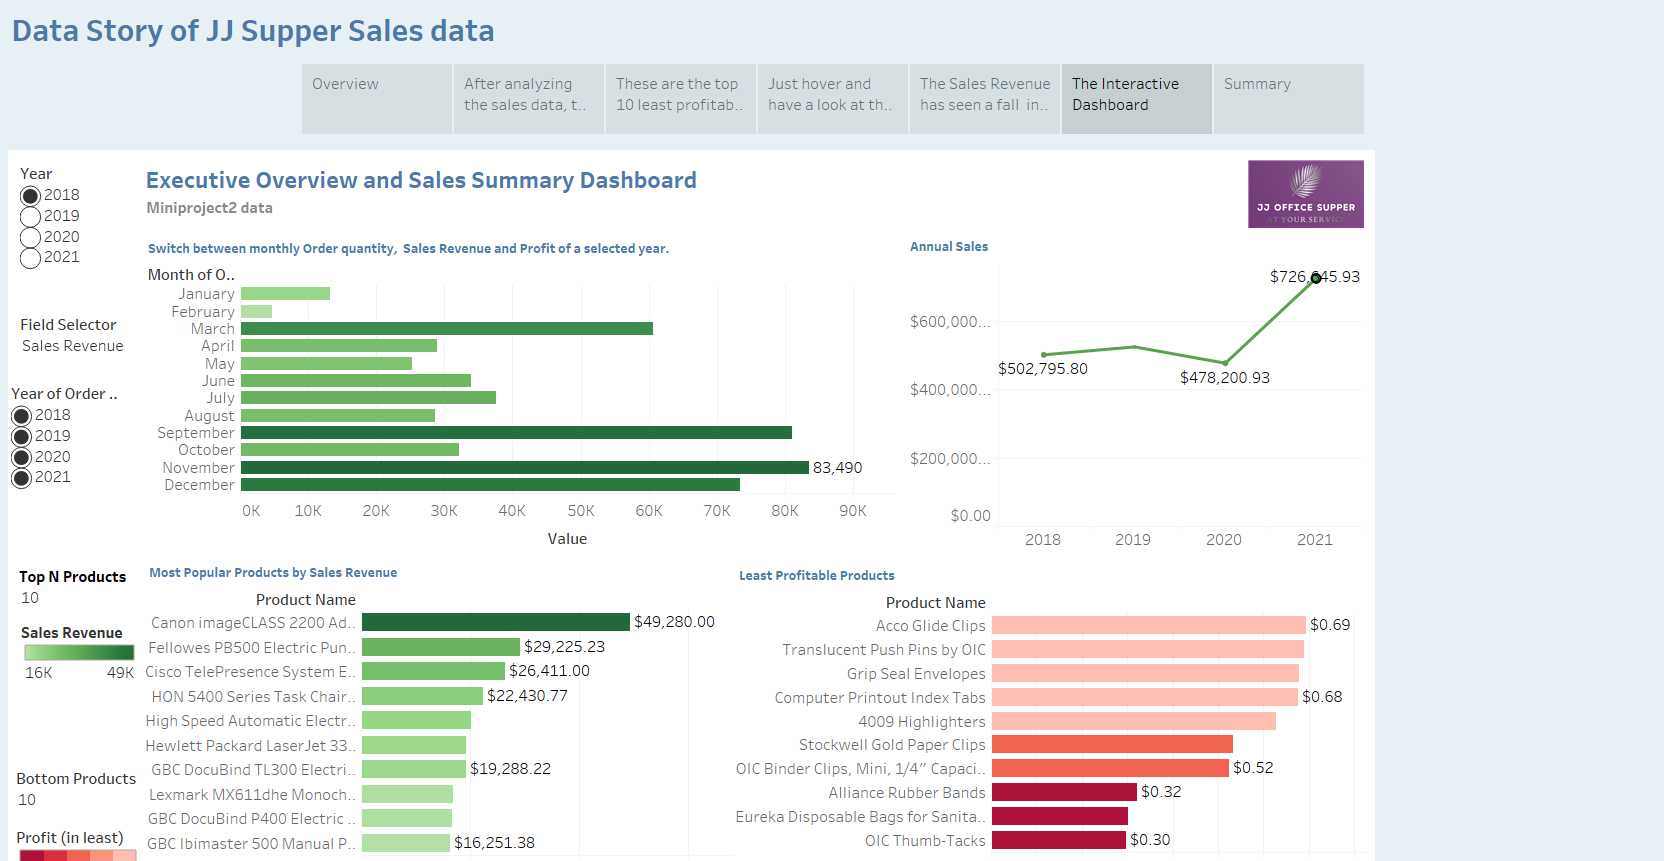 Data Story of JJ Supper Sales data
Overview
After analyzing
the sales data, t..
These are the top
10 least profitab..
Just hover and
have a look at th..
The Sales Revenue
has seen a fall in..
The Interactive
Dashboard
Summary
Year
2018
2019
2020
2021
Field Selector
Sales Revenue
Year of Order ..
2018
2019
2020
2021
Executive Overview and Sales Summary Dashboard
Miniproject2 data
JJ OFFICE SUPPER
AT YOUR SERVICE
Switch between monthly Order quantity, Sales Revenue and Profit of a selected year.
Month of O..
January
February
March
April
May
June
July
August
September
October
November 83,490
December
0K 10K 20K 30K 40K 50K 60K 70K 80K 90K
Value
Annual Sales
$726,645.93
$600,000...
$502,795.80
$478,200.93
$400,000...
$200,000...
$0.00
2018 2019 2020 2021
Top N Products
10
Sales Revenue
16K 49K
Bottom Products
10
Profit (in least)
Most Popular Products by Sales Revenue
Product Name
Canon imageCLASS 2200 Ad.. $49,280.00
Fellowes PB500 Electric Pun.. $29,225.23
Cisco TelePresence System E.. $26,411.00
HON 5400 Series Task Chair.. $22,430.77
High Speed Automatic Electr..
Hewlett Packard LaserJet 33..
GBC DocuBind TL300 Electri.. $19,288.22
Lexmark MX611dhe Monoch..
GBC DocuBind P400 Electric ..
GBC Ibimaster 500 Manual P.. $16,251.38
Least Profitable Products
Product Name
Acco Glide Clips $0.69
Translucent Push Pins by OIC
Grip Seal Envelopes
Computer Printout Index Tabs $0.68
4009 Highlighters
Stockwell Gold Paper Clips
OIC Binder Clips, Mini, 1/4" Capaci.. $0.52
Alliance Rubber Bands $0.32
Eureka Disposable Bags for Sanita..
OIC Thumb-Tacks $0.30